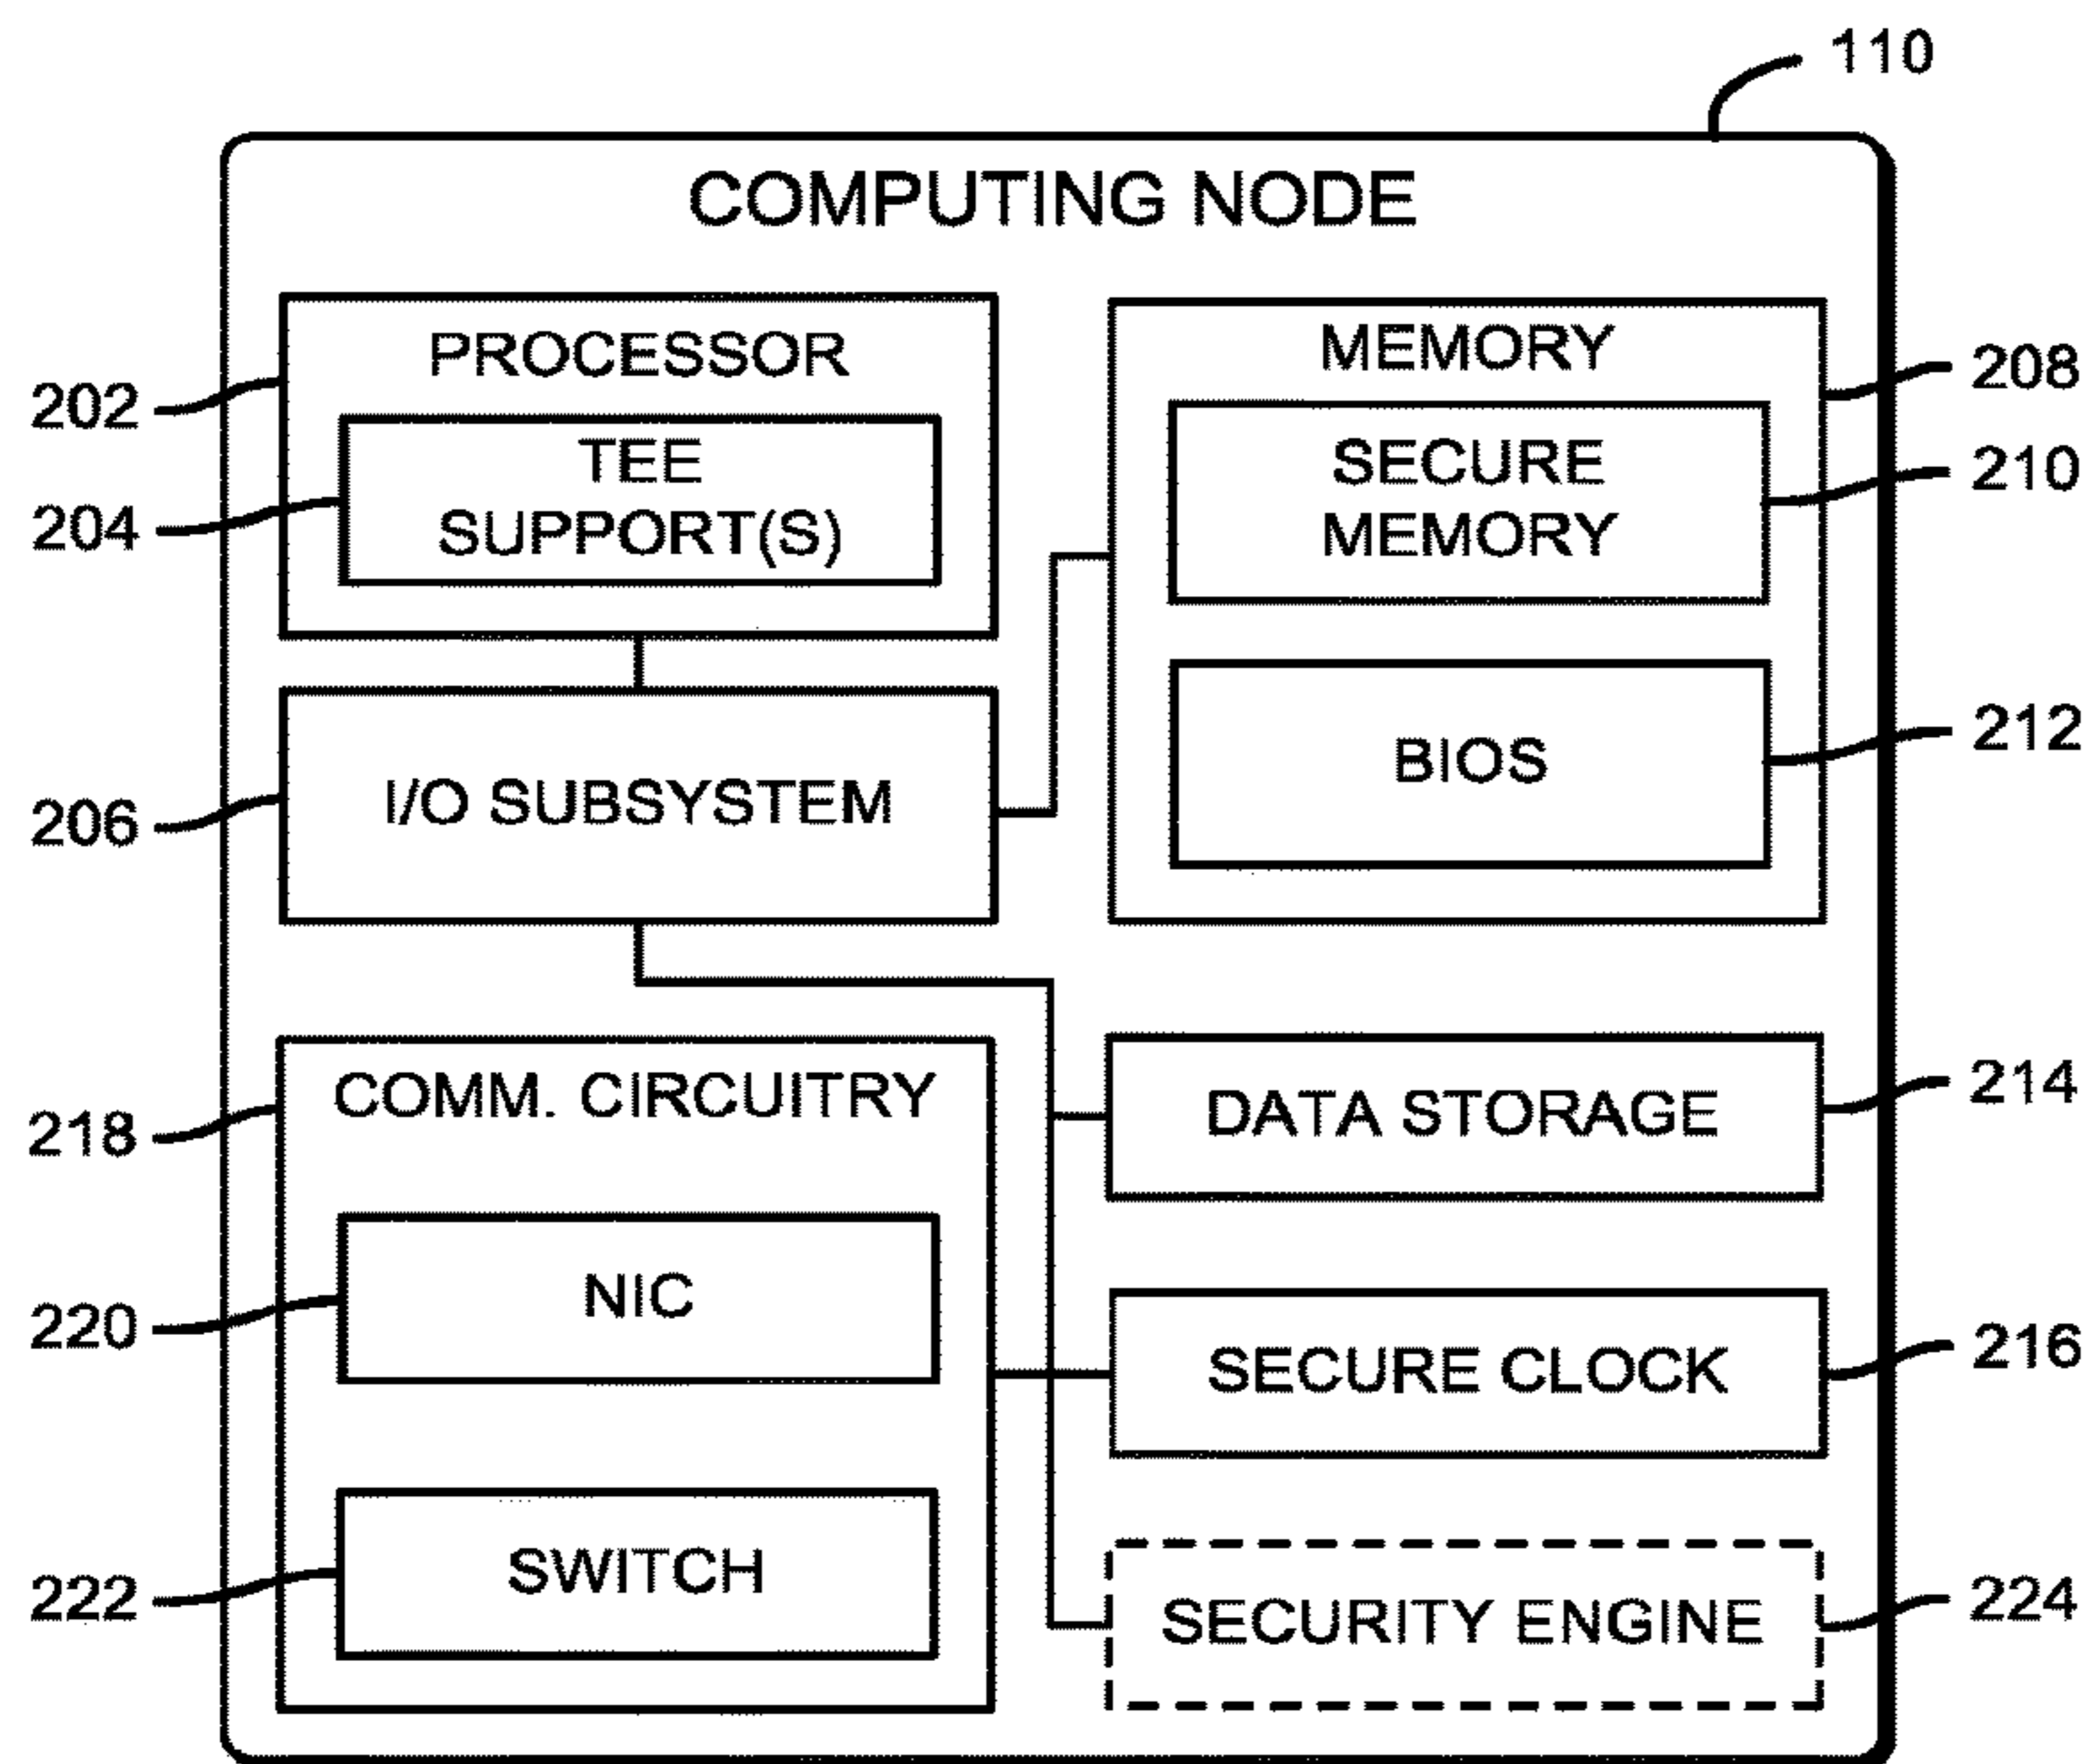 110
COMPUTING NODE
PROCESSOR
202
TEE
SUPPORT(S)
204
MEMORY
208
SECURE
MEMORY
210
I/O SUBSYSTEM
206
BIOS
212
COMM. CIRCUITRY
218
DATA STORAGE
214
NIC
220
SECURE CLOCK
216
SWITCH
222
SECURITY ENGINE
224